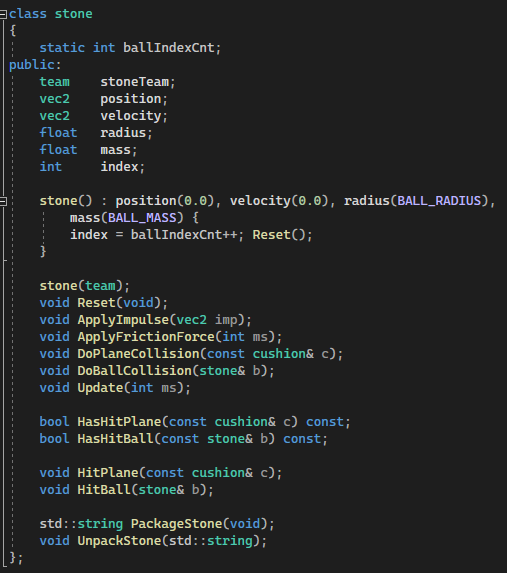 class stone
{
    static int ballIndexCnt;
public:
    team    stoneTeam;
    vec2    position;
    vec2    velocity;
    float   radius;
    float   mass;
    int     index;

    stone() : position(0.0), velocity(0.0), radius(BALL_RADIUS),
        mass(BALL_MASS) {
        index = ballIndexCnt++; Reset();
    }

    stone(team);
    void Reset(void);
    void ApplyImpulse(vec2 imp);
    void ApplyFrictionForce(int ms);
    void DoPlaneCollision(const cushion& c);
    void DoBallCollision(stone& b);
    void Update(int ms);

    bool HasHitPlane(const cushion& c) const;
    bool HasHitBall(const stone& b) const;

    void HitPlane(const cushion& c);
    void HitBall(stone& b);

    std::string PackageStone(void);
    void UnpackStone(std::string);
};